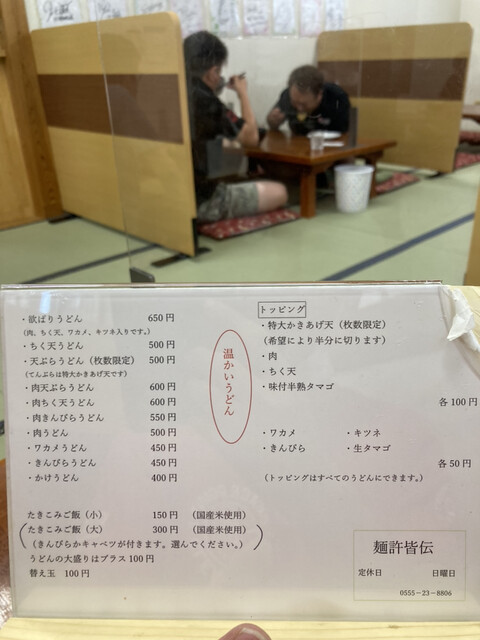 ・欲ばりうどん 650円
(肉、ちく天、ワカメ、キツネ入りです。)
・ちく天うどん 500円
・天ぷらうどん（枚数限定） 500円
(てんぷらは特大かきあげ天です)
・肉天ぷらうどん 600円
・肉ちく天うどん 600円
・肉きんぴらうどん 550円
・肉うどん 500円
・ワカメうどん 450円
・きんぴらうどん 450円
・かけうどん 400円
たきこみご飯（小） 150円 （国産米使用）
たきこみご飯（大） 300円 （国産米使用）
（きんぴらかキャベツが付きます。選んでください。）
うどんの大盛りはプラス100円
替え玉 100円
温かいうどん
トッピング
・特大かきあげ天（枚数限定）
（希望により半分に切ります）
・肉
・ちく天
・味付半熟タマゴ
各100円
・ワカメ ・キツネ
・きんぴら ・生タマゴ
各50円
（トッピングはすべてのうどんにできます。）
麺許皆伝
定休日 日曜日
0555－23－8806